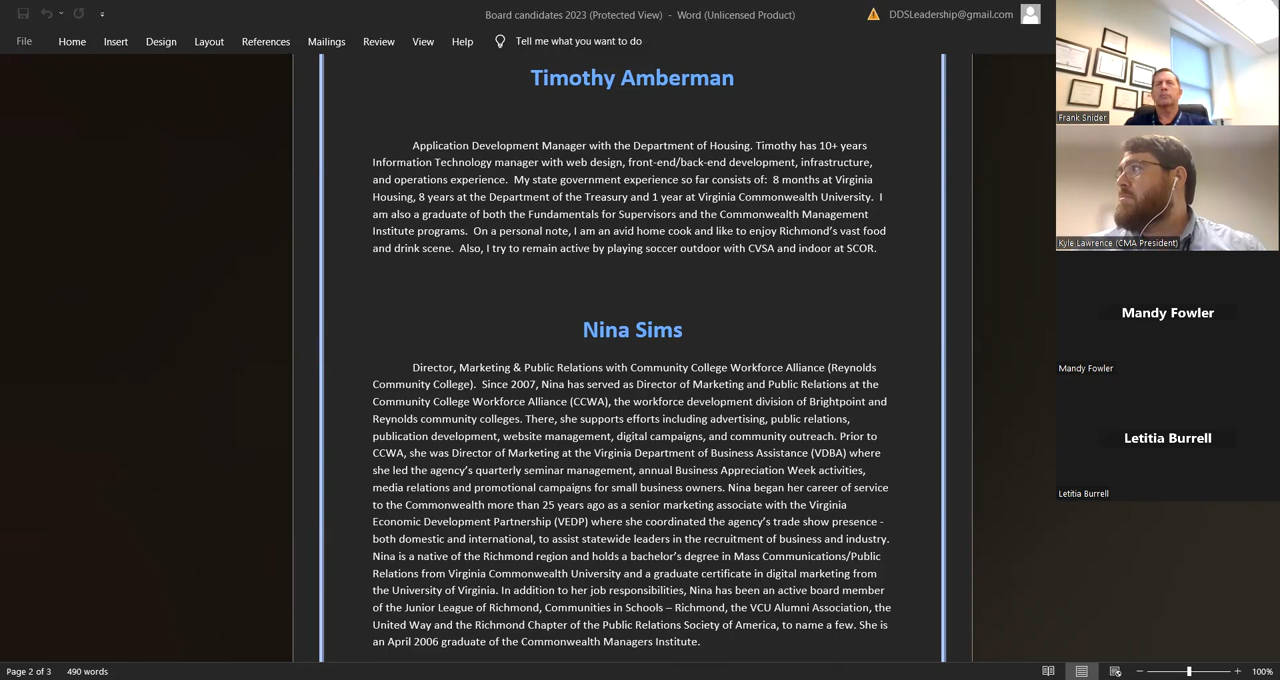 Board candidates 2023 (Protected View) - Word (Unlicensed Product)
DDSLeadership@gmail.com
File Home Insert Design Layout References Mailings Review View Help Tell me what you want to do
Timothy Amberman
Application Development Manager with the Department of Housing. Timothy has 10+ years
Information Technology manager with web design, front-end/back-end development, infrastructure,
and operations experience. My state government experience so far consists of: 8 months at Virginia
Housing, 8 years at the Department of the Treasury and 1 year at Virginia Commonwealth University. I
am also a graduate of both the Fundamentals for Supervisors and the Commonwealth Management
Institute programs. On a personal note, I am an avid home cook and like to enjoy Richmond's vast food
and drink scene. Also, I try to remain active by playing soccer outdoor with CVSA and indoor at SCOR.
Nina Sims
Director, Marketing & Public Relations with Community College Workforce Alliance (Reynolds
Community College). Since 2007, Nina has served as Director of Marketing and Public Relations at the
Community College Workforce Alliance (CCWA), the workforce development division of Brightpoint and
Reynolds community colleges. There, she supports efforts including advertising, public relations,
publication development, website management, digital campaigns, and community outreach. Prior to
CCWA, she was Director of Marketing at the Virginia Department of Business Assistance (VDBA) where
she led the agency's quarterly seminar management, annual Business Appreciation Week activities,
media relations and promotional campaigns for small business owners. Nina began her career of service
to the Commonwealth more than 25 years ago as a senior marketing associate with the Virginia
Economic Development Partnership (VEDP) where she coordinated the agency's trade show presence -
both domestic and international, to assist statewide leaders in the recruitment of business and industry.
Nina is a native of the Richmond region and holds a bachelor's degree in Mass Communications/Public
Relations from Virginia Commonwealth University and a graduate certificate in digital marketing from
the University of Virginia. In addition to her job responsibilities, Nina has been an active board member
of the Junior League of Richmond, Communities in Schools – Richmond, the VCU Alumni Association, the
United Way and the Richmond Chapter of the Public Relations Society of America, to name a few. She is
an April 2006 graduate of the Commonwealth Managers Institute.
Page 2 of 3 490 words
100%
Frank Snider
Kyle Lawrence (CMA President)
Mandy Fowler
Mandy Fowler
Letitia Burrell
Letitia Burrell